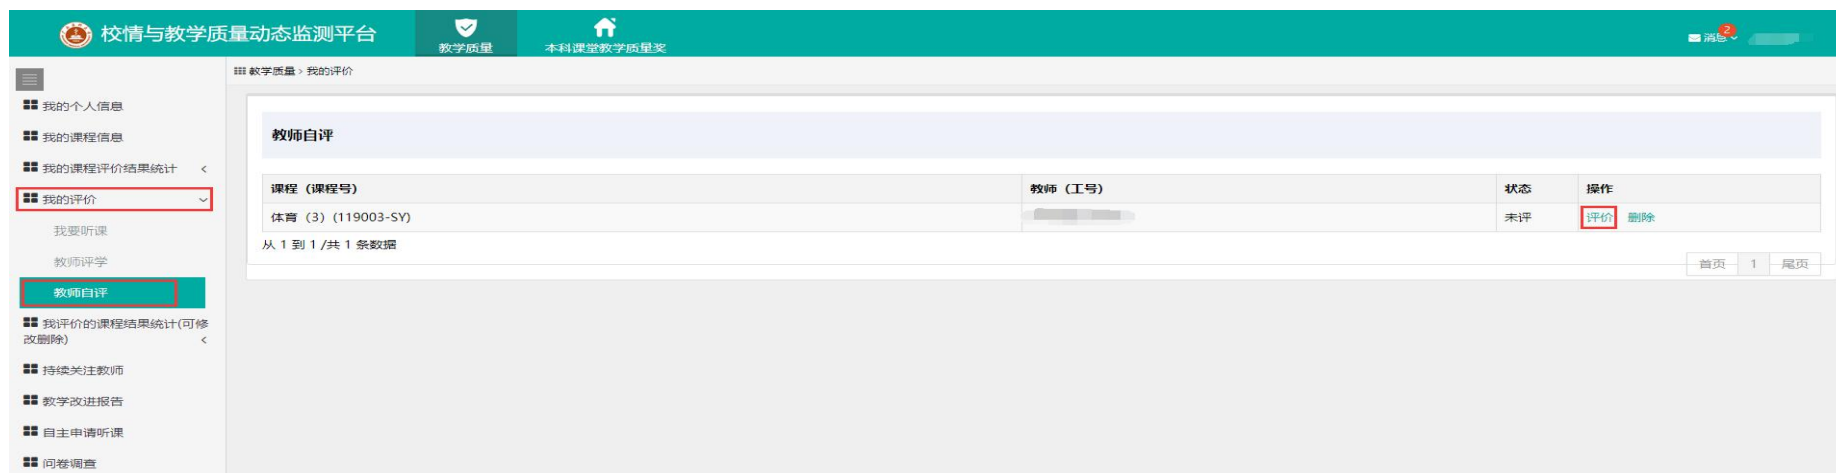 校情与教学质量动态监测平台
教学质量
本科课堂教学质量奖
消息
2
教学质量 > 我的评价
我的个人信息
我的课程信息
我的课程评价结果统计
我的评价
我要听课
教师评学
教师自评
我评价的课程结果统计(可修
改删除)
持续关注教师
教学改进报告
自主申请听课
问卷调查
教师自评
课程（课程号） 教师（工号） 状态 操作
体育（3）(119003-SY) 未评 评价 删除
从 1 到 1 /共 1 条数据
首页 1 尾页